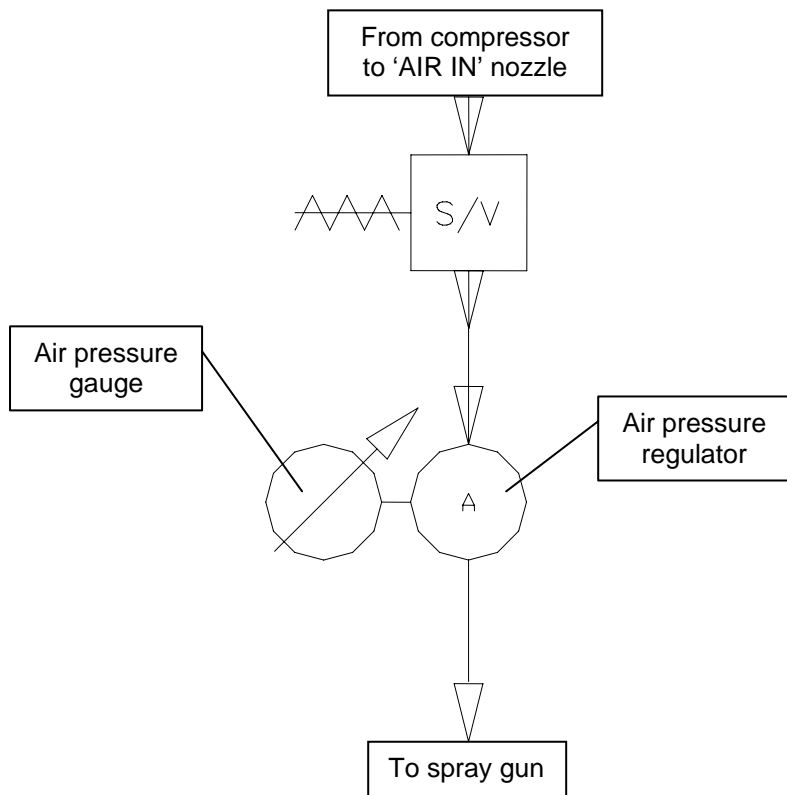 From compressor
to ‘AIR IN’ nozzle
S/V
Air pressure
gauge
Air pressure
regulator
A
To spray gun